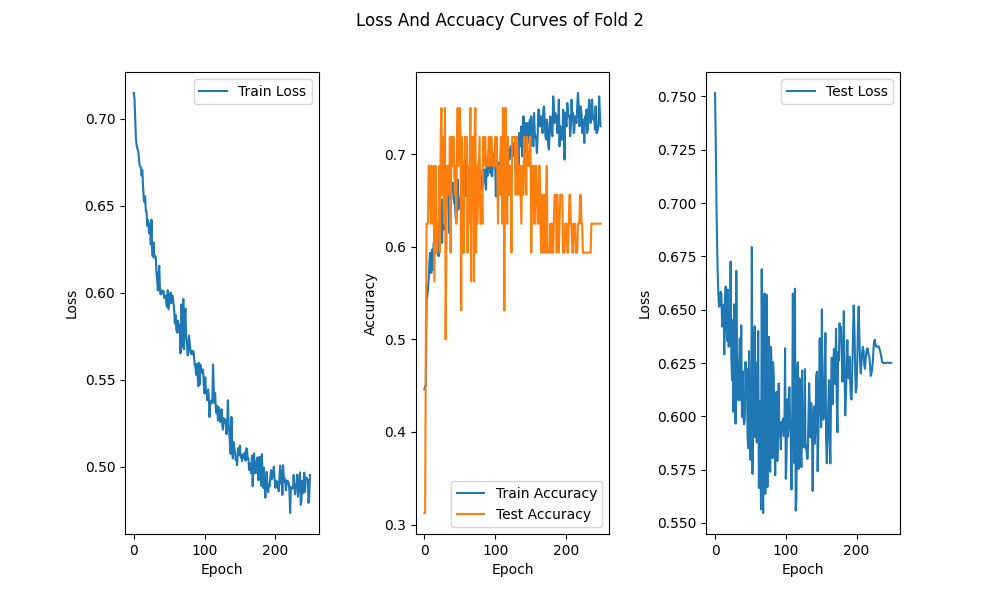 Loss And Accuacy Curves of Fold 2
Train Loss
0.70
0.65
0.60
0.55
0.50
Loss
0
100
200
Epoch
0.7
0.6
0.5
0.4
0.3
Accuracy
Train Accuracy
Test Accuracy
0
100
200
Epoch
Test Loss
0.750
0.725
0.700
0.675
0.650
0.625
0.600
0.575
0.550
Loss
0
100
200
Epoch